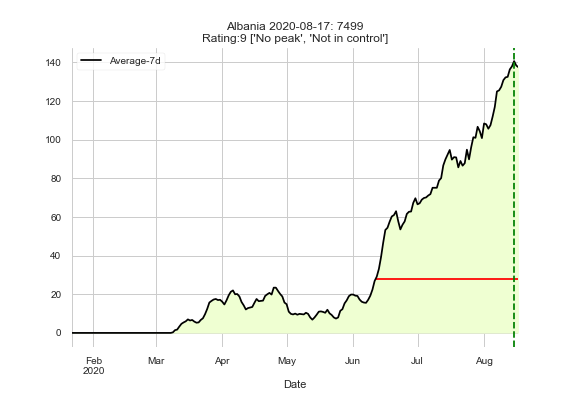 Albania 2020-08-17: 7499
Rating:9 ['No peak', 'Not in control']
Average-7d
140
120
100
80
60
40
20
0
Feb Mar Apr May Jun Jul Aug
2020
Date